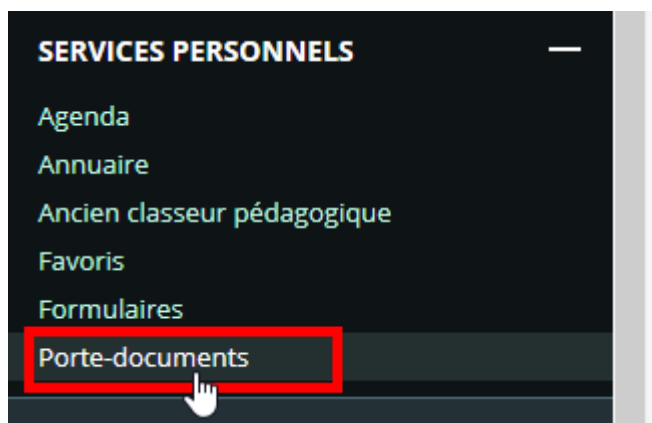 SERVICES PERSONNELS
Agenda
Annuaire
Ancien classeur pédagogique
Favoris
Formulaires
Porte-documents